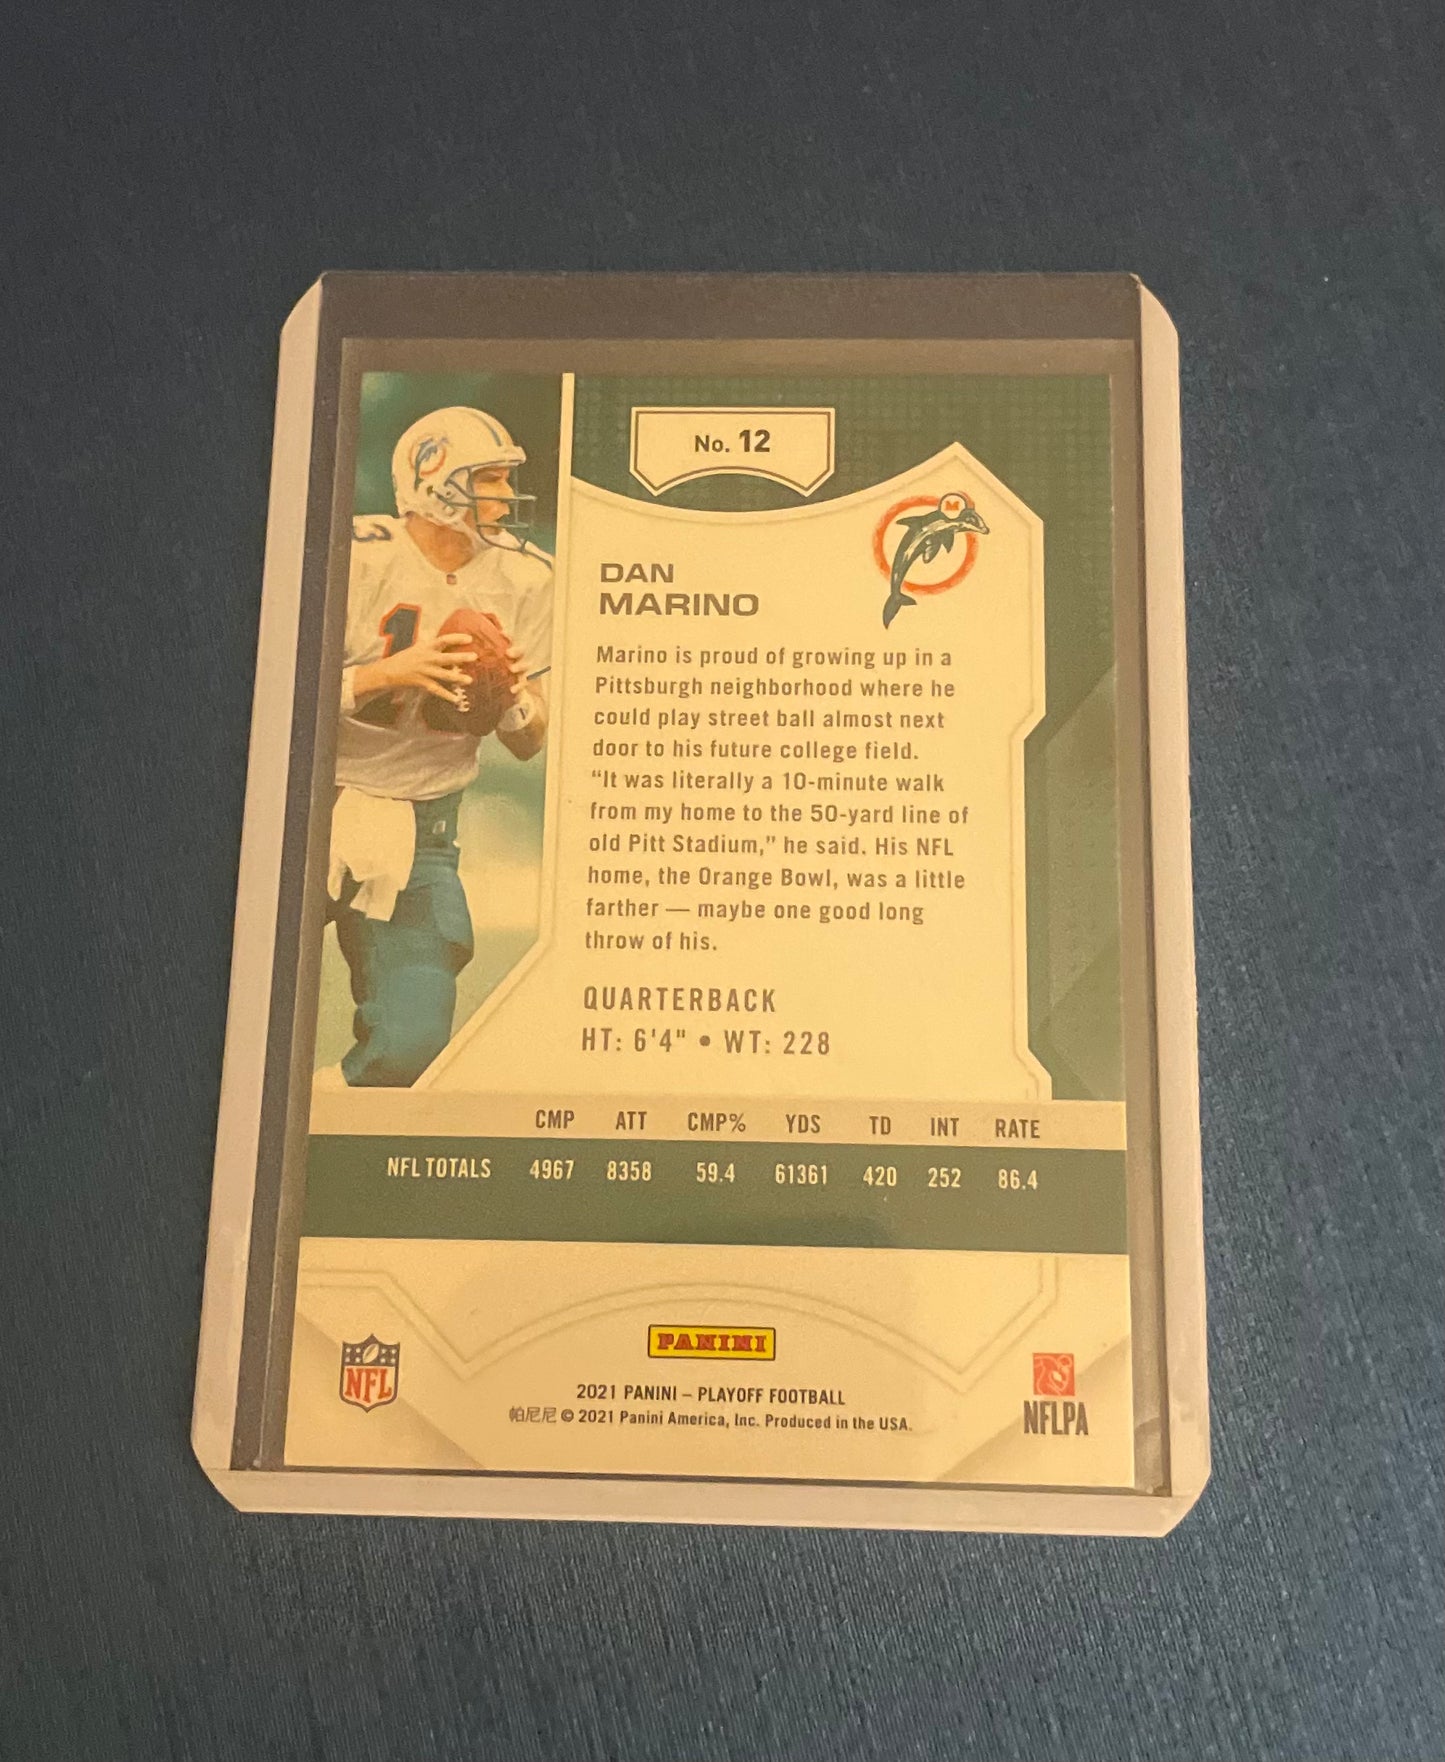 No. 12
M
DAN
MARINO
3
13
Marino is proud of growing up in a
Pittsburgh neighborhood where he
could play street ball almost next
door to his future college field.
“It was literally a 10-minute walk
from my home to the 50-yard line of
old Pitt Stadium,” he said. His NFL
home, the Orange Bowl, was a little
farther — maybe one good long
throw of his.
QUARTERBACK
HT: 6'4" • WT: 228
CMP ATT CMP% YDS TD INT RATE
NFL TOTALS 4967 8358 59.4 61361 420 252 86.4
PANINI
NFL
2021 PANINI – PLAYOFF FOOTBALL
帕尼尼 © 2021 Panini America, Inc. Produced in the USA.
NFLPA